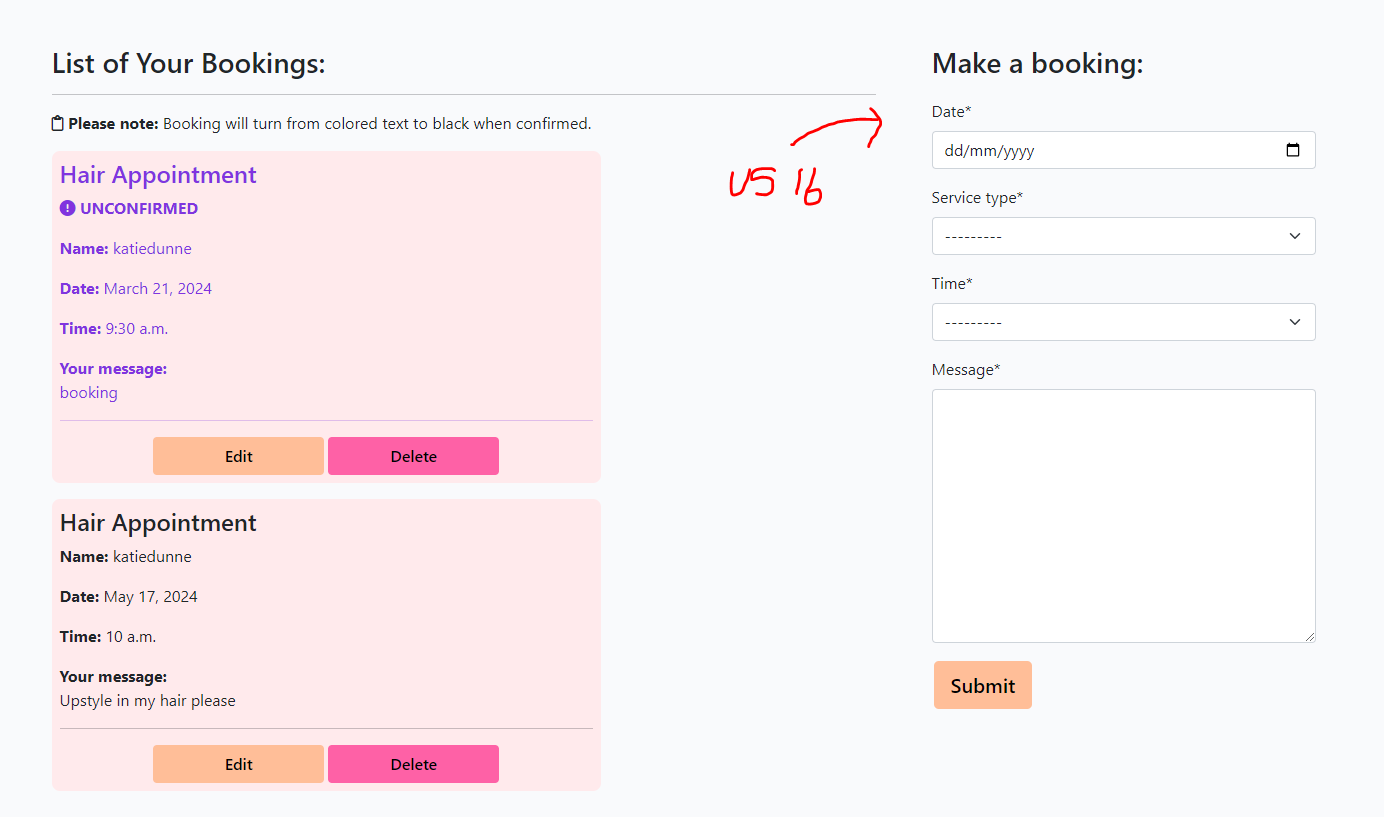 List of Your Bookings:
Please note: Booking will turn from colored text to black when confirmed.
Hair Appointment
UNCONFIRMED
Name: katiedunne
Date: March 21, 2024
Time: 9:30 a.m.
Your message:
booking
Edit Delete
Hair Appointment
Name: katiedunne
Date: May 17, 2024
Time: 10 a.m.
Your message:
Upstyle in my hair please
Edit Delete
US 16
Make a booking:
Date*
dd/mm/yyyy
Service type*
---------
Time*
---------
Message*
Submit